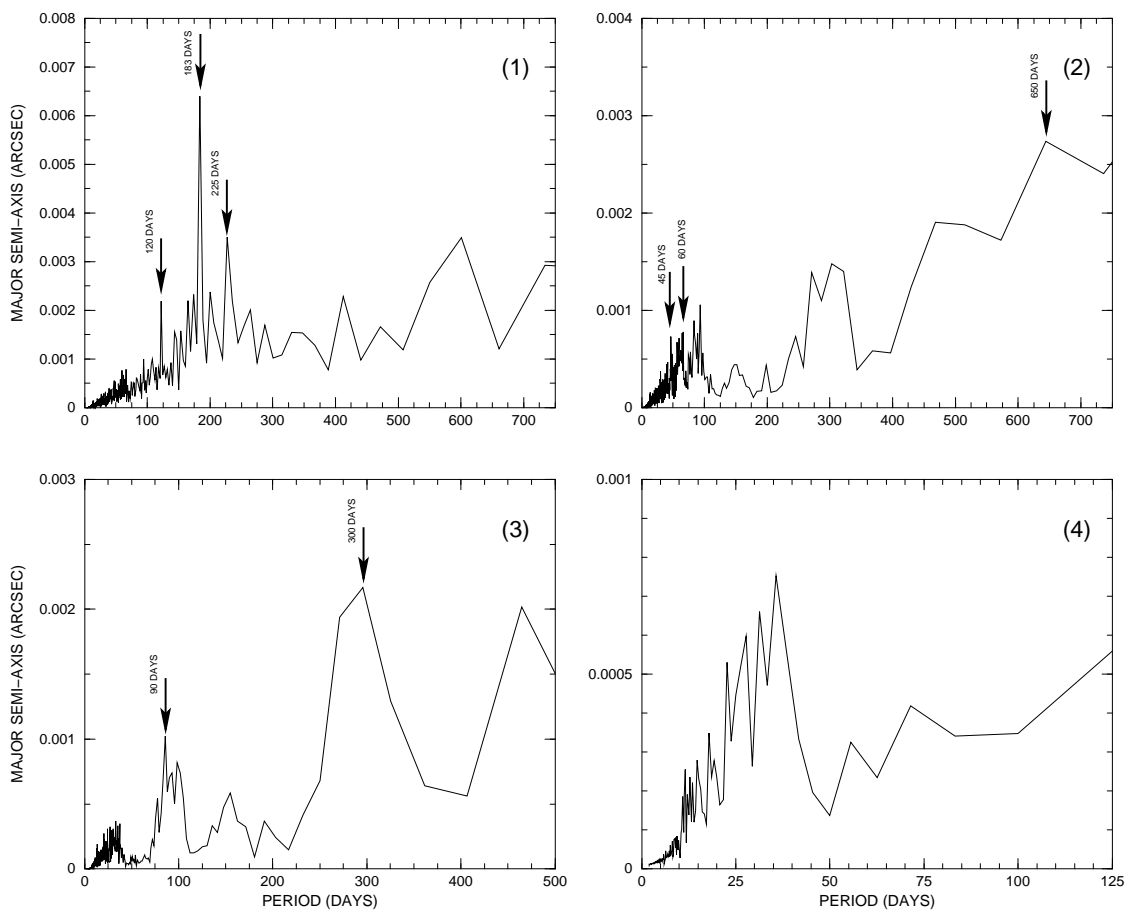 0.008
0.007
0.006
0.005
0.004
0.003
0.002
0.001
0
MAJOR SEMI−AXIS (ARCSEC)
120 DAYS
183 DAYS
225 DAYS
(1)
0 100 200 300 400 500 600 700
0.004
0.003
0.002
0.001
0
45 DAYS
60 DAYS
650 DAYS
(2)
0 100 200 300 400 500 600 700
0.003
0.002
0.001
0
MAJOR SEMI−AXIS (ARCSEC)
90 DAYS
300 DAYS
(3)
0 100 200 300 400 500
PERIOD (DAYS)
0.001
0.0005
0
(4)
0 25 50 75 100 125
PERIOD (DAYS)